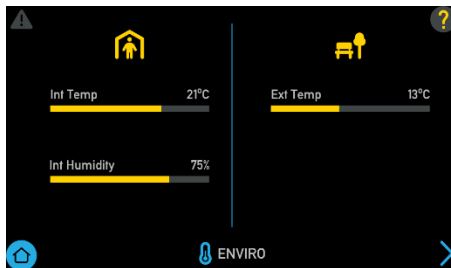 ?
Int Temp 21°C
Ext Temp 13°C
Int Humidity 75%
ENVIRO